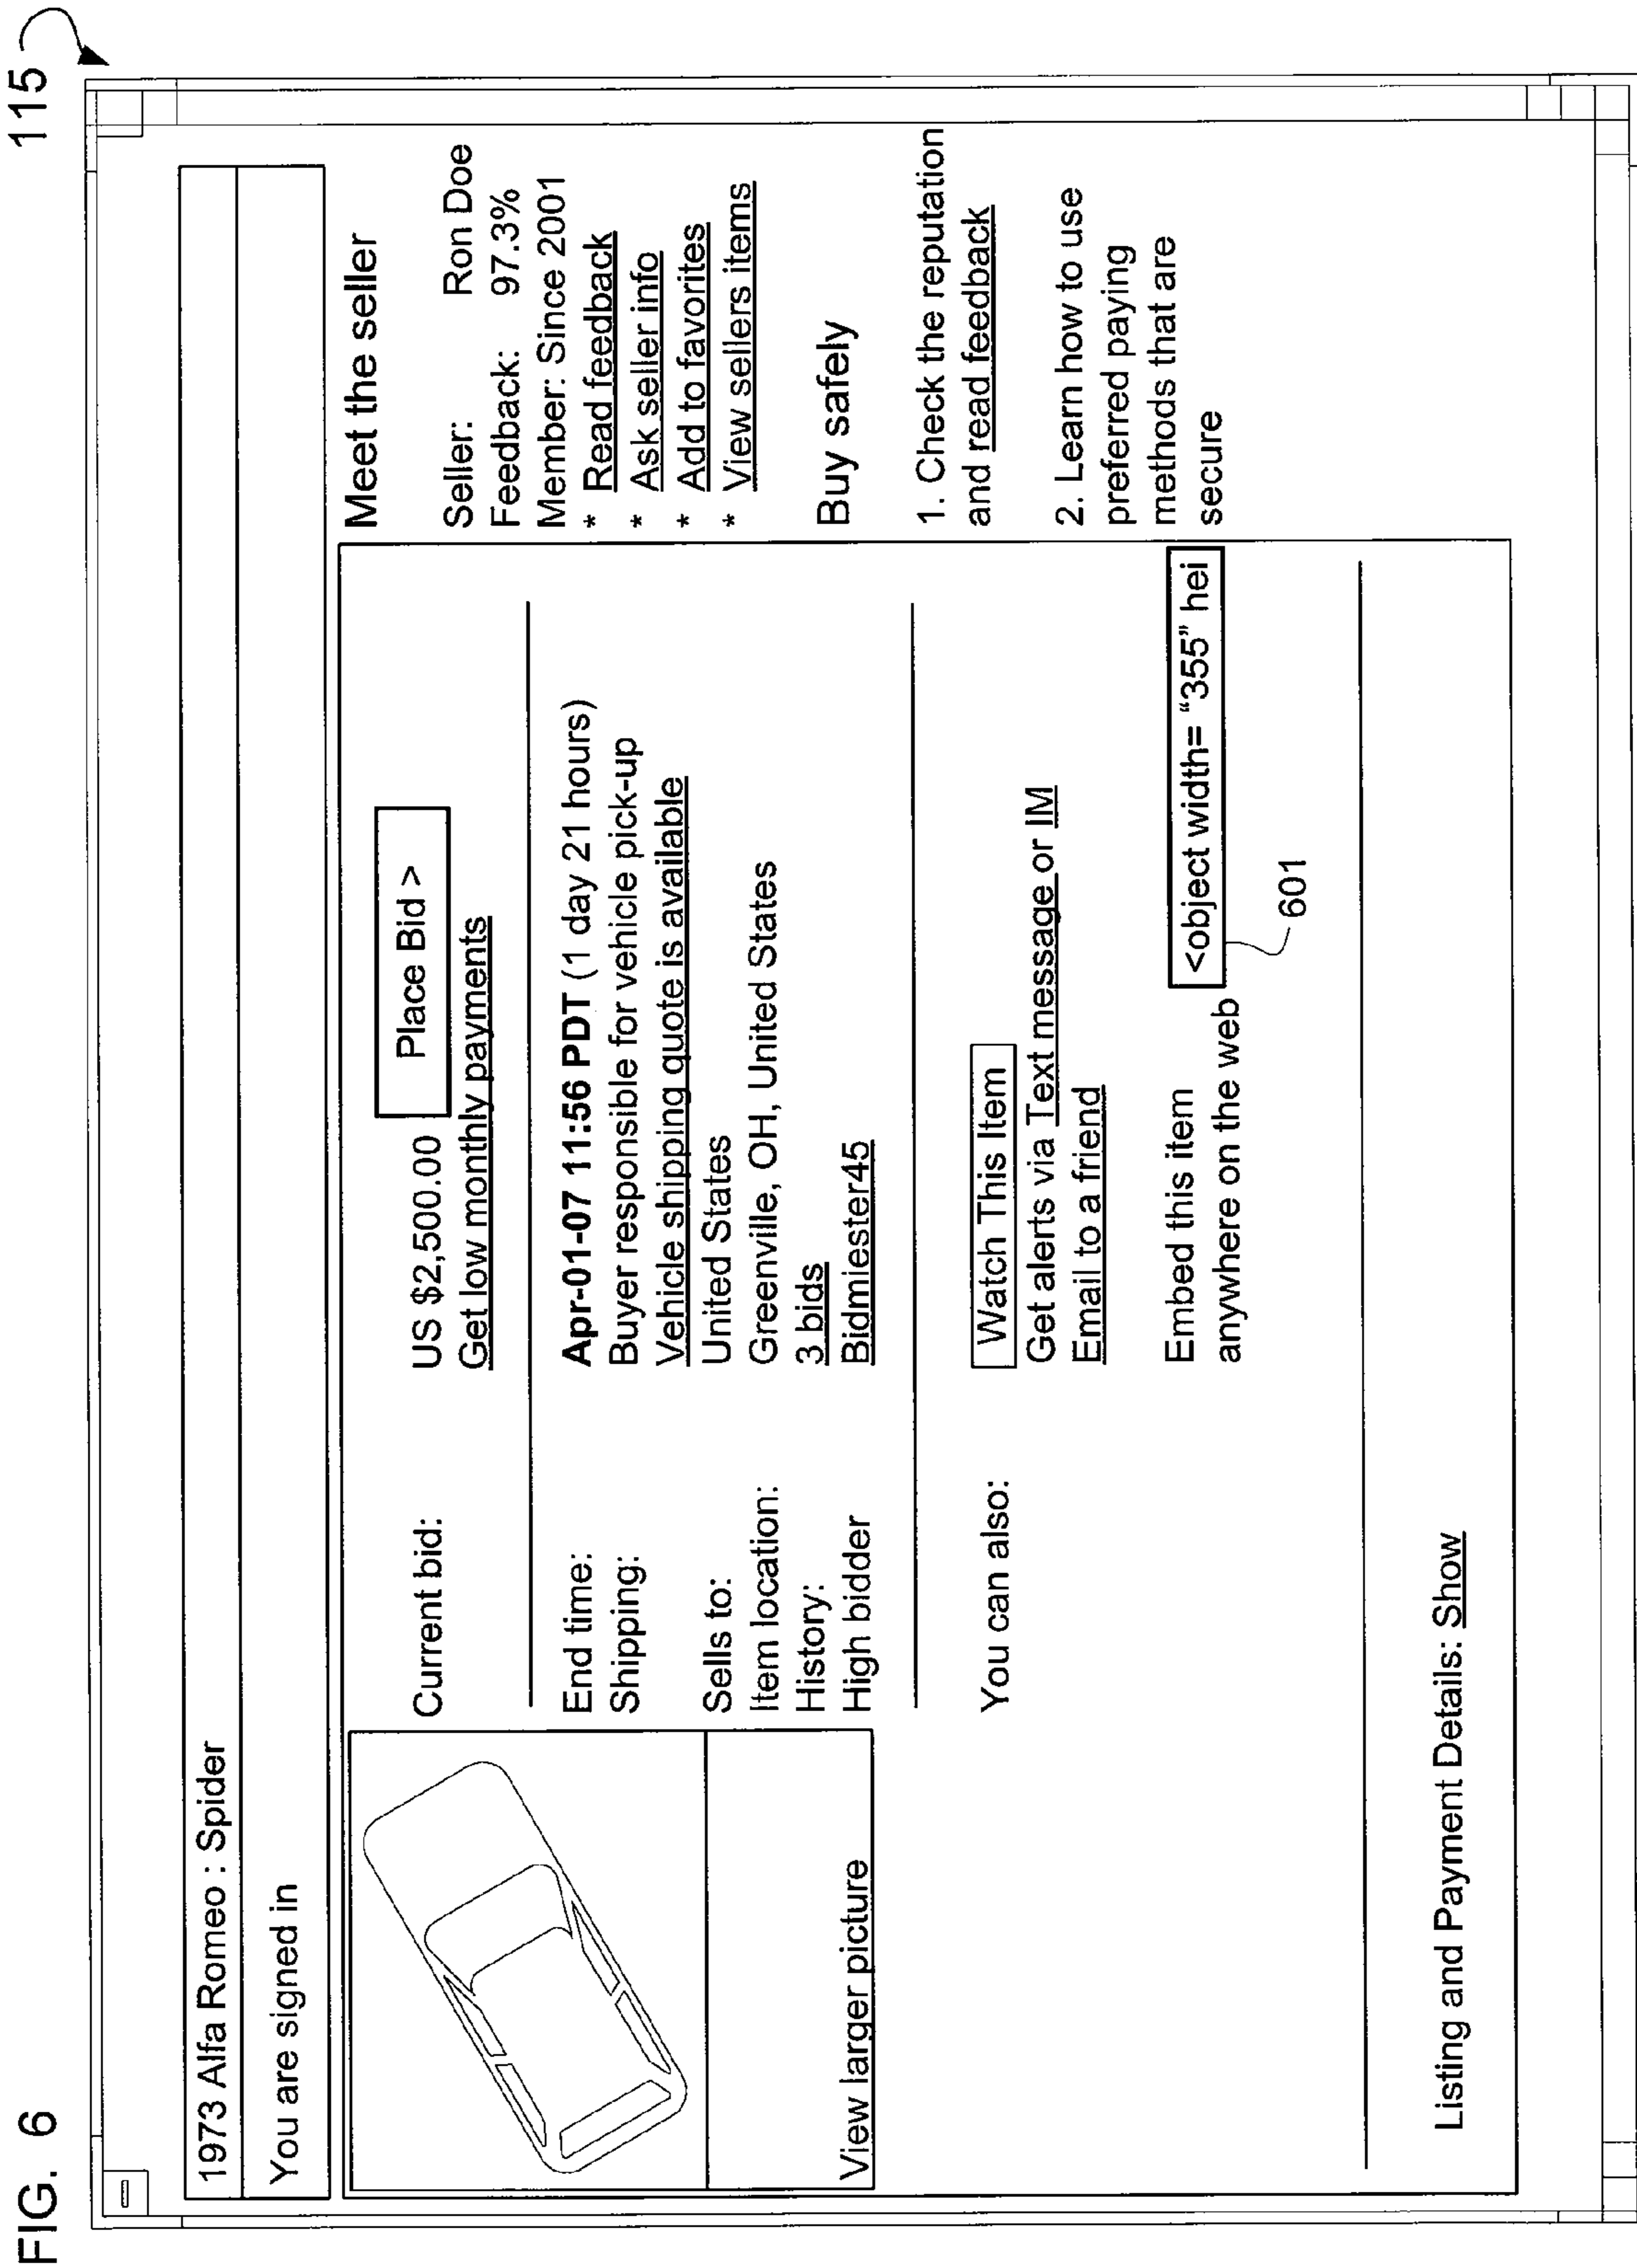 FIG. 6
115
1973 Alfa Romeo : Spider
You are signed in
View larger picture
Current bid: US $2,500.00 Place Bid >
Get low monthly payments
End time: Apr-01-07 11:56 PDT (1 day 21 hours)
Shipping: Buyer responsible for vehicle pick-up
Vehicle shipping quote is available
Sells to: United States
Item location: Greenville, OH, United States
History: 3 bids
High bidder Bidmiester45
You can also: Watch This Item
Get alerts via Text message or IM
Email to a friend
Embed this item <object width= “355” hei
anywhere on the web
601
Listing and Payment Details: Show
Meet the seller
Seller: Ron Doe
Feedback: 97.3%
Member: Since 2001
* Read feedback
* Ask seller info
* Add to favorites
* View sellers items
Buy safely
1. Check the reputation
and read feedback
2. Learn how to use
preferred paying
methods that are
secure